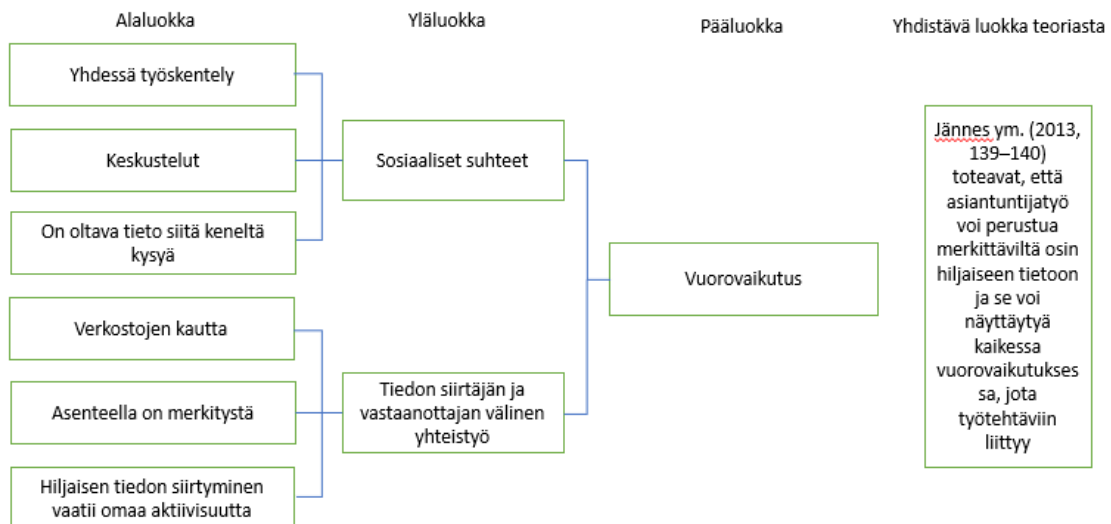 Alaluokka
Yläluokka
Pääluokka
Yhdistävä luokka teoriasta
Yhdessä työskentely
Keskustelut
On oltava tieto siitä keneltä
kysyä
Verkostojen kautta
Asenteella on merkitystä
Hiljaisen tiedon siirtyminen
vaatii omaa aktiivisuutta
Sosiaaliset suhteet
Tiedon siirtäjän ja
vastaanottajan välinen
yhteistyö
Vuorovaikutus
Jännes ym. (2013,
139–140)
toteavat, että
asiantuntijatyö
voi perustua
merkittäviltä osin
hiljaiseen tietoon
ja se voi
näyttäytyä
kaikessa
vuorovaikutukses
sa, jota
työtehtäviin
liittyy